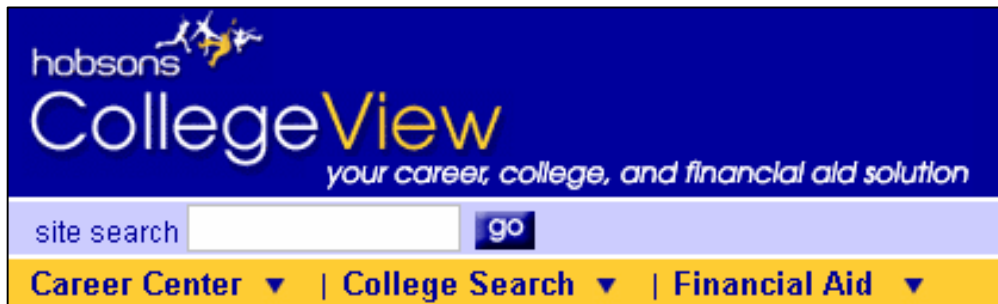 hobsons
CollegeView
your career, college, and financial aid solution
site search go
Career Center ▼ | College Search ▼ | Financial Aid ▼